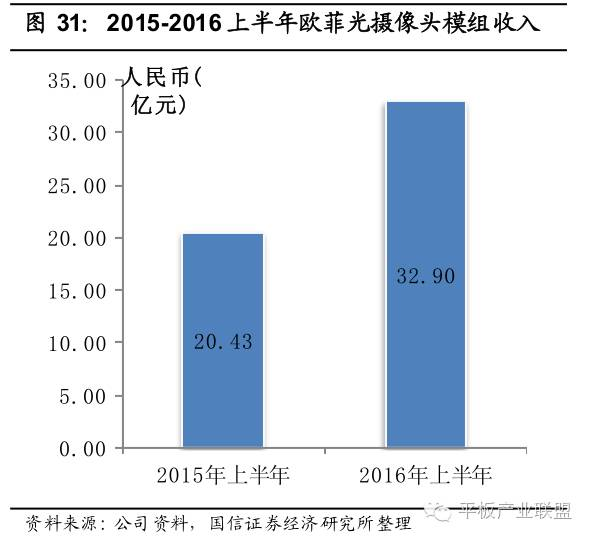 图 31： 2015-2016 上半年欧菲光摄像头模组收入
人民币(
亿元)
35.00
30.00
25.00
20.00
15.00
10.00
5.00
0.00
32.90
20.43
2015年上半年
2016年上半年
资料来源：公司资料，国信证券经济研究所整理
平板产业联盟